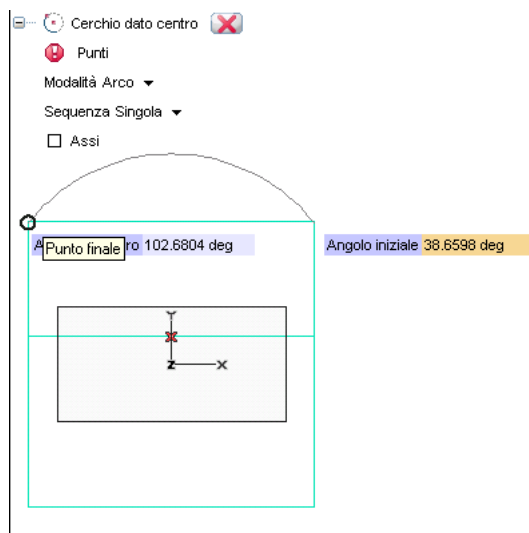 Cerchio dato centro
Punti
Modalità Arco
Sequenza Singola
Assi
Punto finale ro 102.6804 deg Angolo iniziale 38.6598 deg
Y
Z X